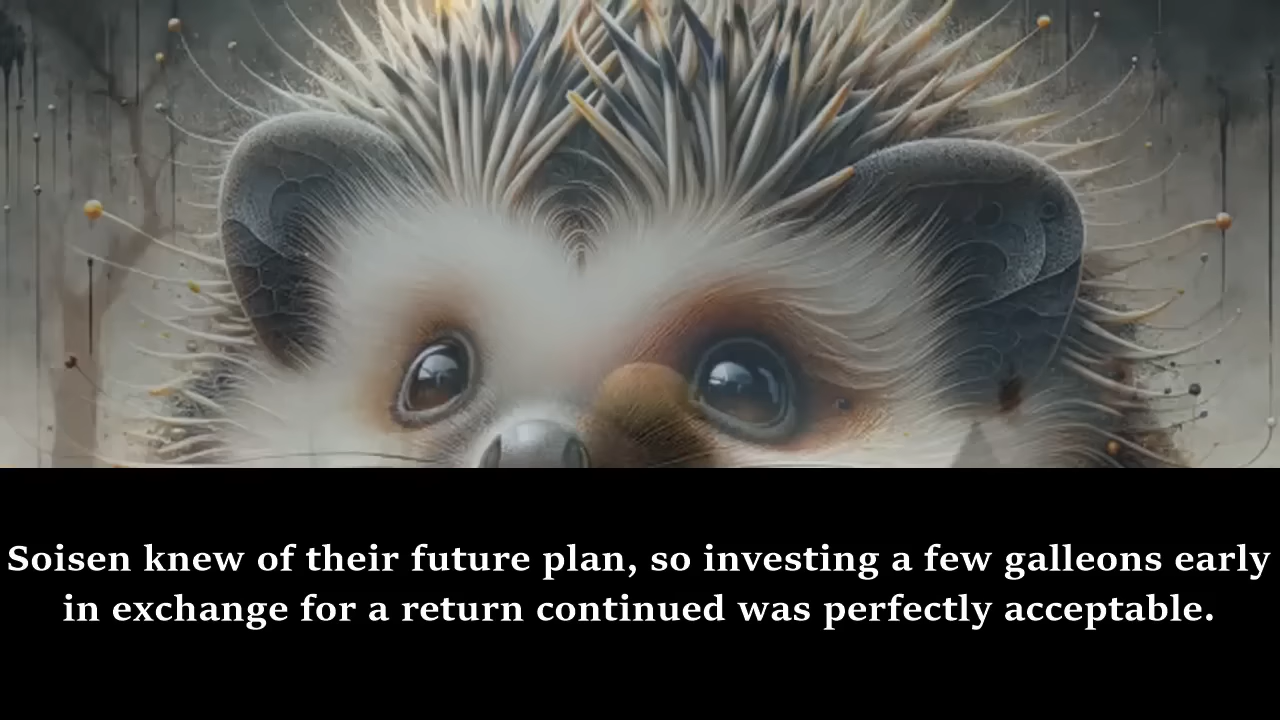 Soisen knew of their future plan, so investing a few galleons early
in exchange for a return continued was perfectly acceptable.